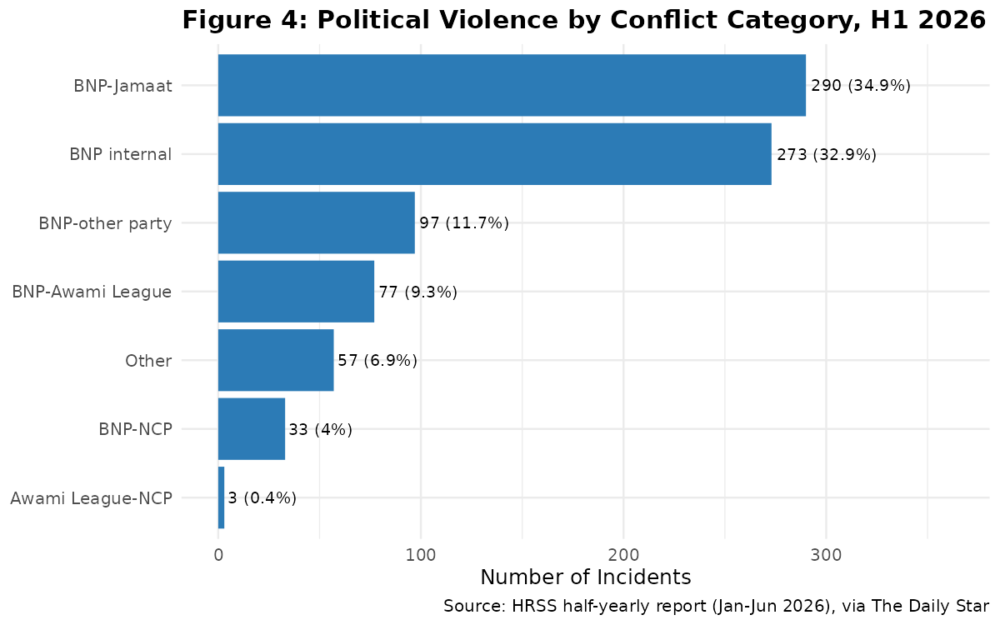 Figure 4: Political Violence by Conflict Category, H1 2026
BNP-Jamaat 290 (34.9%)
BNP internal 273 (32.9%)
BNP-other party 97 (11.7%)
BNP-Awami League 77 (9.3%)
Other 57 (6.9%)
BNP-NCP 33 (4%)
Awami League-NCP 3 (0.4%)
0 100 200 300
Number of Incidents
Source: HRSS half-yearly report (Jan-Jun 2026), via The Daily Star